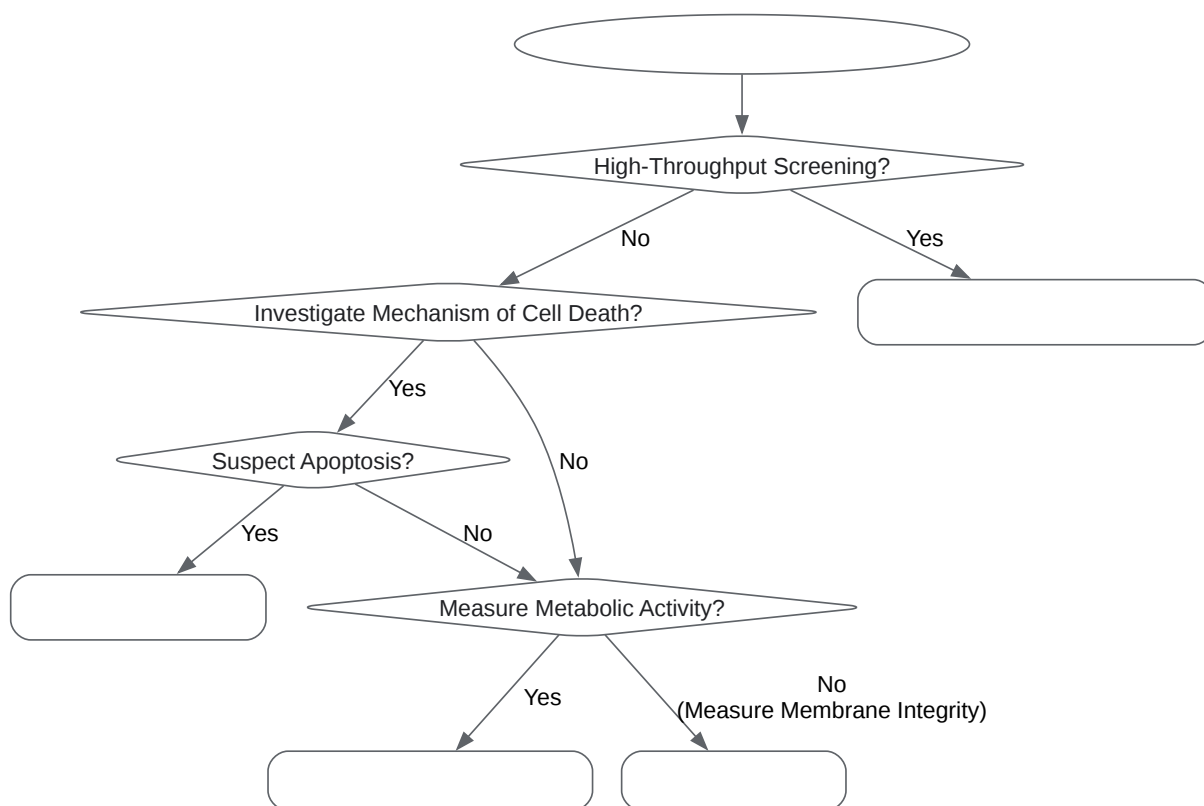 High-Throughput Screening?
No
Yes
Investigate Mechanism of Cell Death?
Yes
No
Suspect Apoptosis?
Yes
No
Measure Metabolic Activity?
Yes
No
(Measure Membrane Integrity)